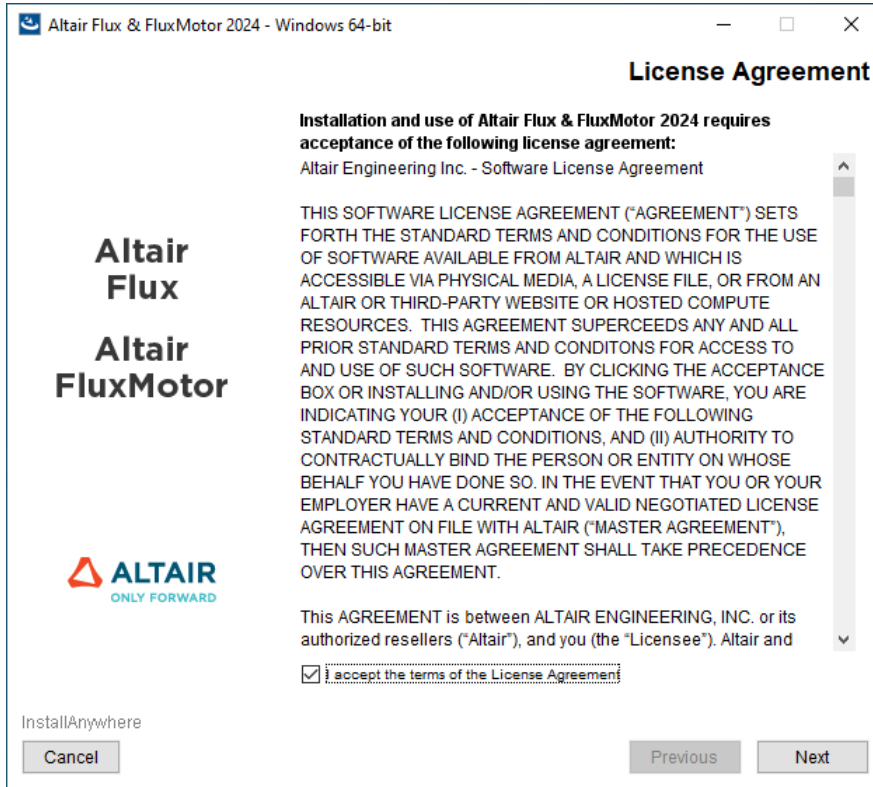 Altair Flux & FluxMotor 2024 - Windows 64-bit
License Agreement
Installation and use of Altair Flux & FluxMotor 2024 requires
acceptance of the following license agreement:
Altair Engineering Inc. - Software License Agreement
THIS SOFTWARE LICENSE AGREEMENT (“AGREEMENT”) SETS
FORTH THE STANDARD TERMS AND CONDITIONS FOR THE USE
OF SOFTWARE AVAILABLE FROM ALTAIR AND WHICH IS
ACCESSIBLE VIA PHYSICAL MEDIA, A LICENSE FILE, OR FROM AN
ALTAIR OR THIRD-PARTY WEBSITE OR HOSTED COMPUTE
RESOURCES.  THIS AGREEMENT SUPERCEEDS ANY AND ALL
PRIOR STANDARD TERMS AND CONDITONS FOR ACCESS TO
AND USE OF SUCH SOFTWARE.  BY CLICKING THE ACCEPTANCE
BOX OR INSTALLING AND/OR USING THE SOFTWARE, YOU ARE
INDICATING YOUR (I) ACCEPTANCE OF THE FOLLOWING
STANDARD TERMS AND CONDITIONS, AND (II) AUTHORITY TO
CONTRACTUALLY BIND THE PERSON OR ENTITY ON WHOSE
BEHALF YOU HAVE DONE SO. IN THE EVENT THAT YOU OR YOUR
EMPLOYER HAVE A CURRENT AND VALID NEGOTIATED LICENSE
AGREEMENT ON FILE WITH ALTAIR (“MASTER AGREEMENT”),
THEN SUCH MASTER AGREEMENT SHALL TAKE PRECEDENCE
OVER THIS AGREEMENT.
This AGREEMENT is between ALTAIR ENGINEERING, INC. or its
authorized resellers (“Altair”), and you (the “Licensee”). Altair and
Altair
Flux
Altair
FluxMotor
ALTAIR
ONLY FORWARD
I accept the terms of the License Agreement
InstallAnywhere
Cancel
Previous
Next